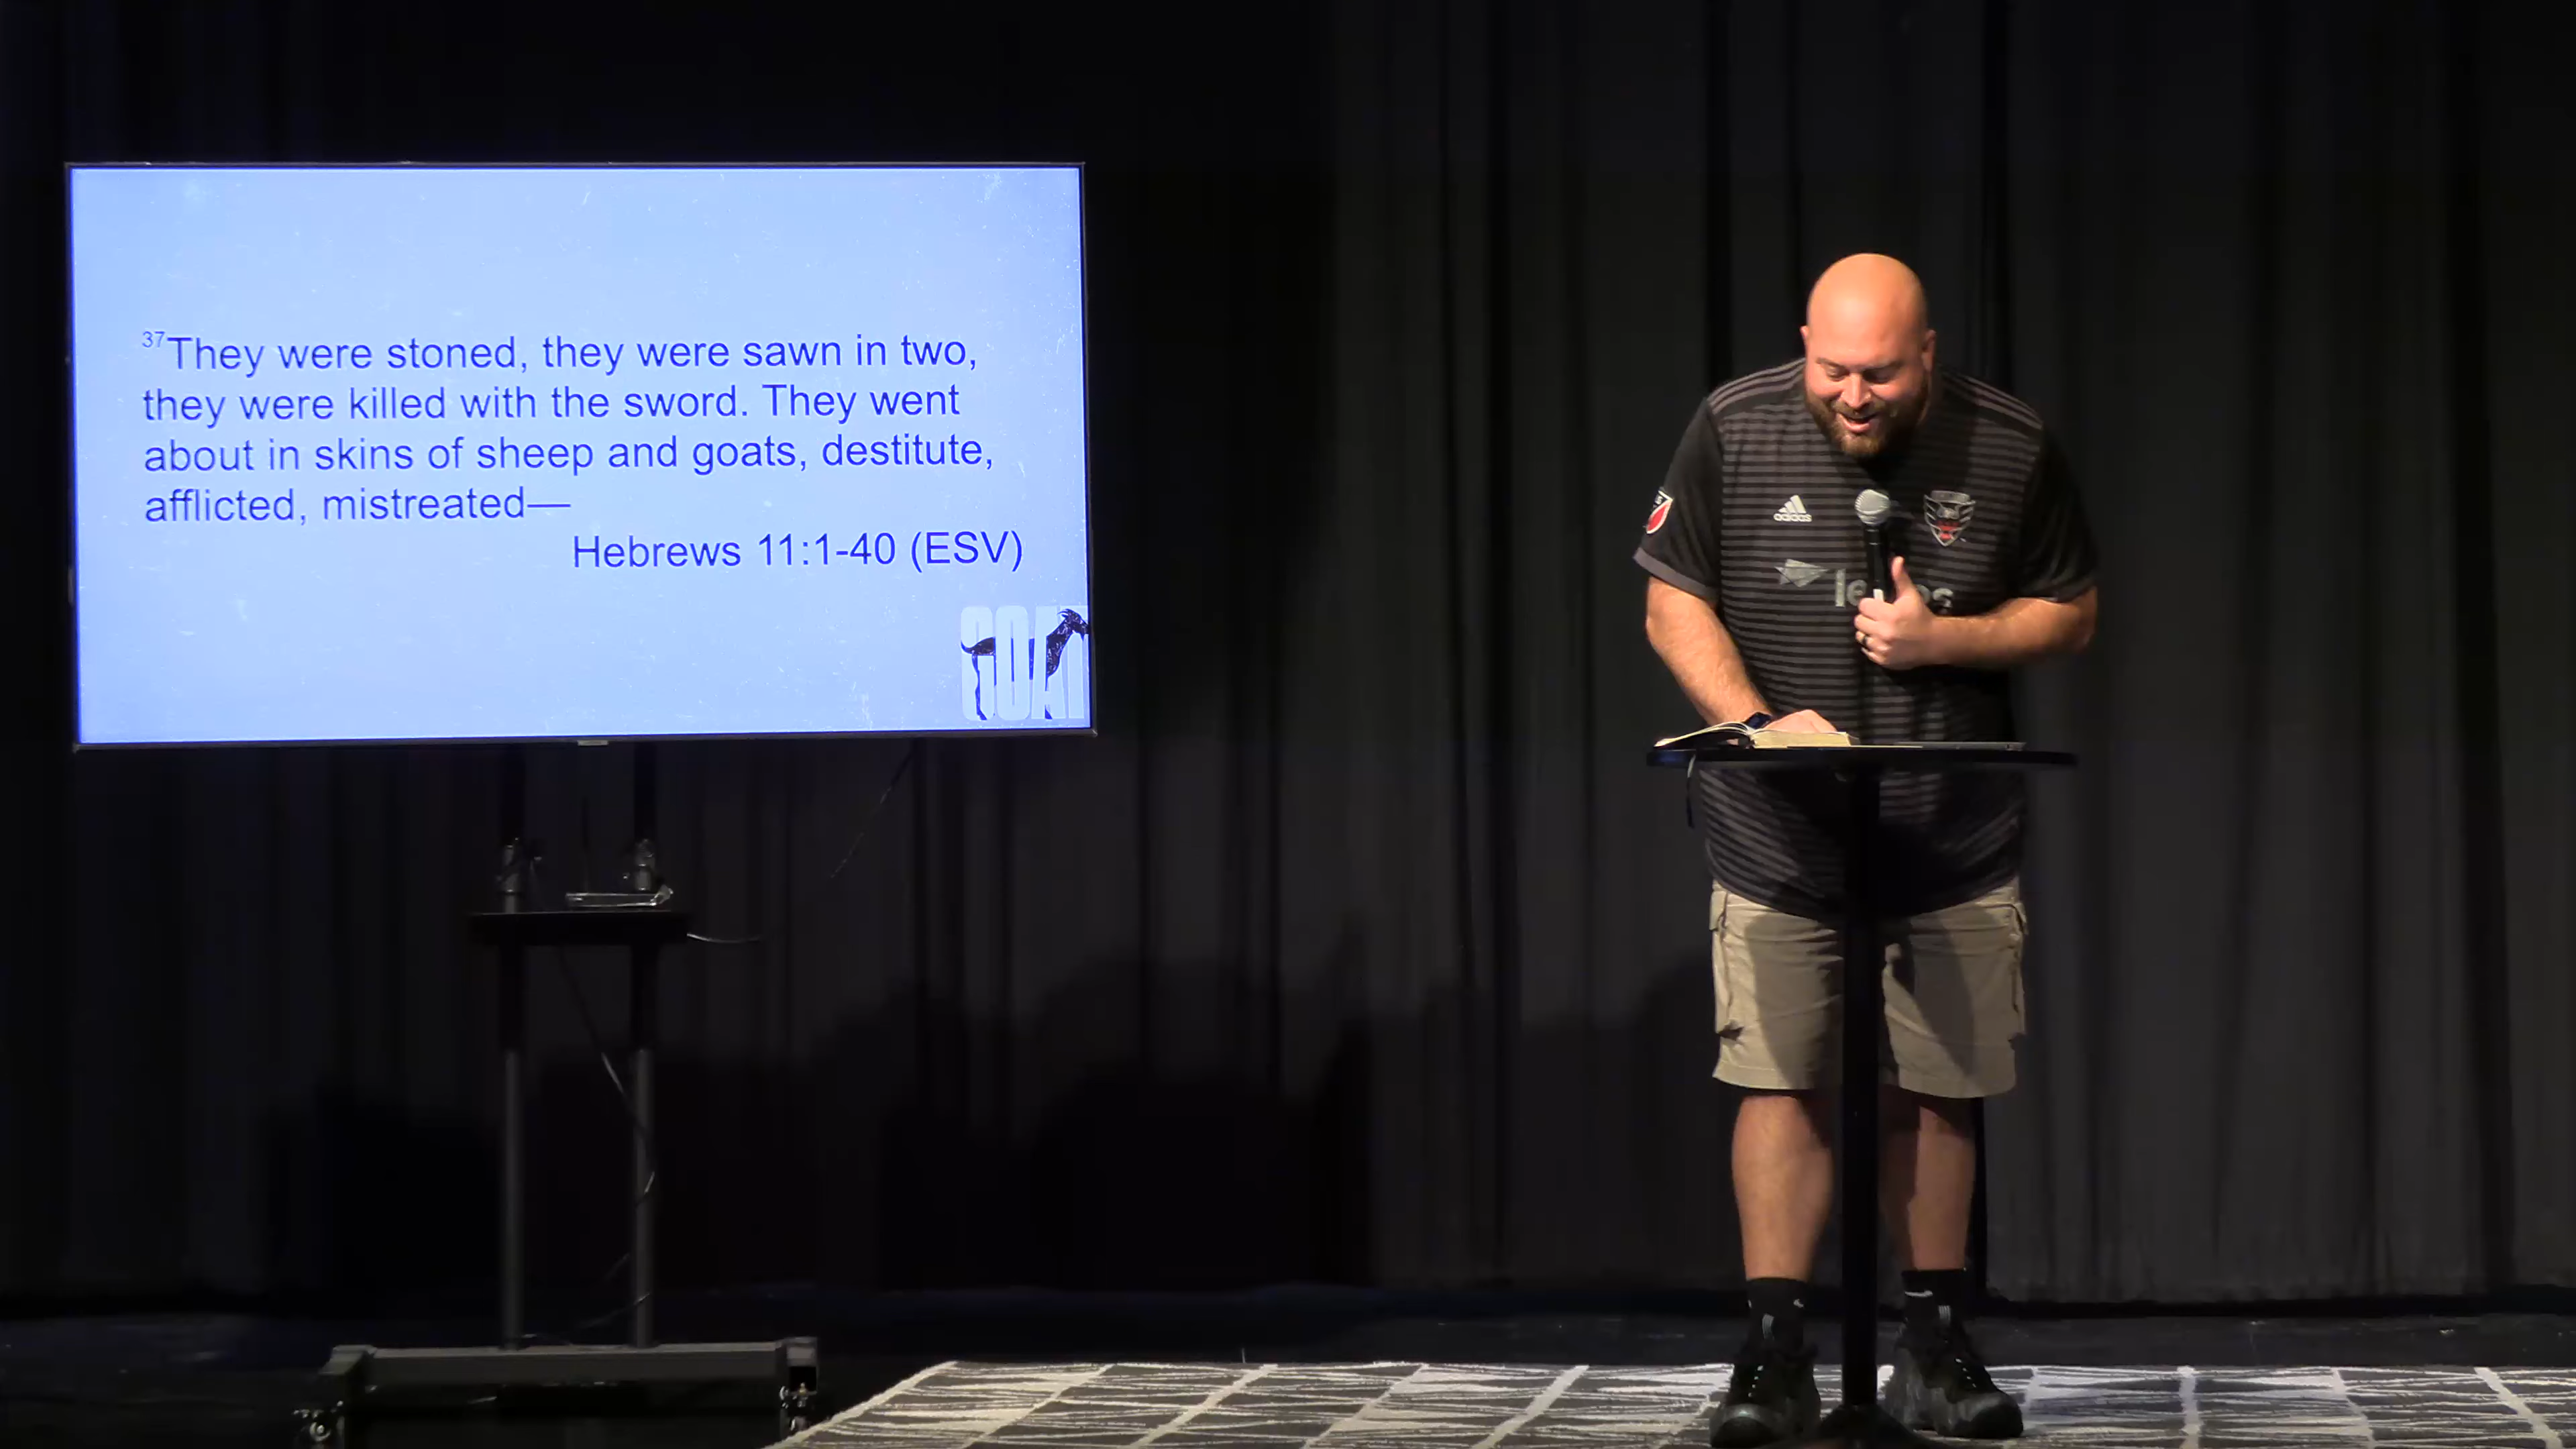 37They were stoned, they were sawn in two,
they were killed with the sword. They went
about in skins of sheep and goats, destitute,
afflicted, mistreated—
Hebrews 11:1-40 (ESV)
GOAT
adidas